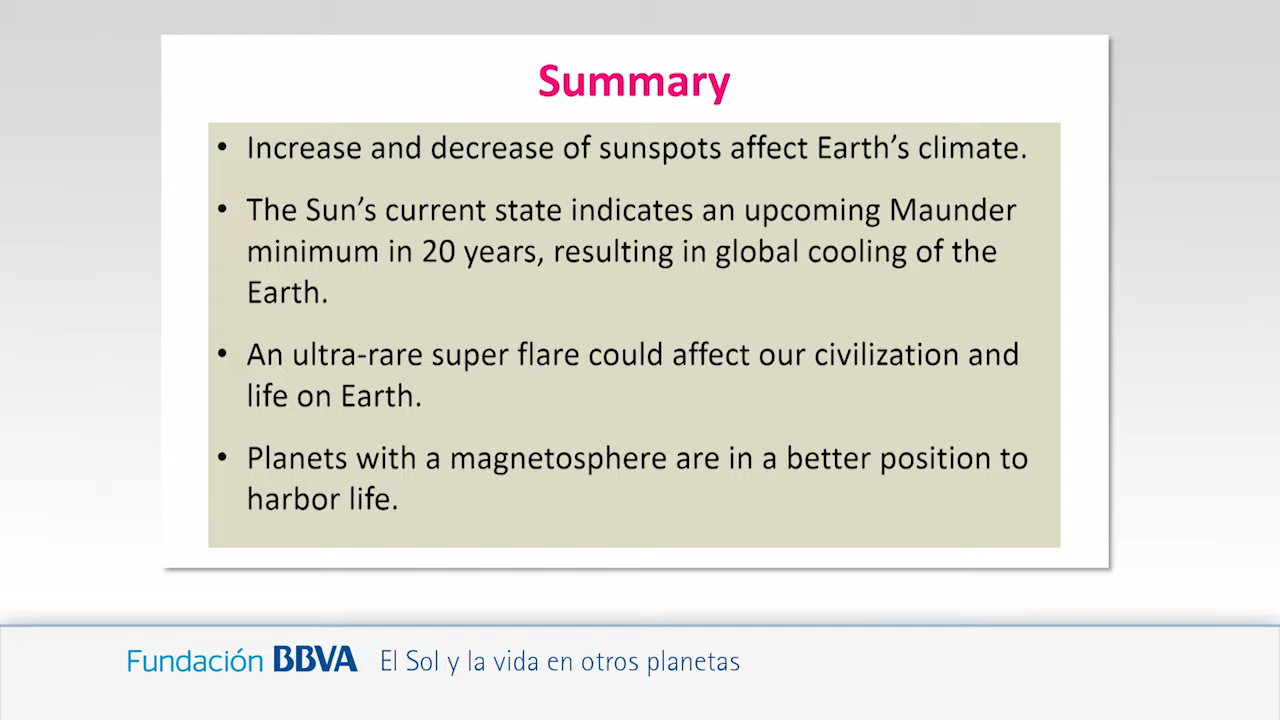 Summary
• Increase and decrease of sunspots affect Earth's climate.
• The Sun's current state indicates an upcoming Maunder
minimum in 20 years, resulting in global cooling of the
Earth.
• An ultra-rare super flare could affect our civilization and
life on Earth.
• Planets with a magnetosphere are in a better position to
harbor life.
Fundación BBVA El Sol y la vida en otros planetas